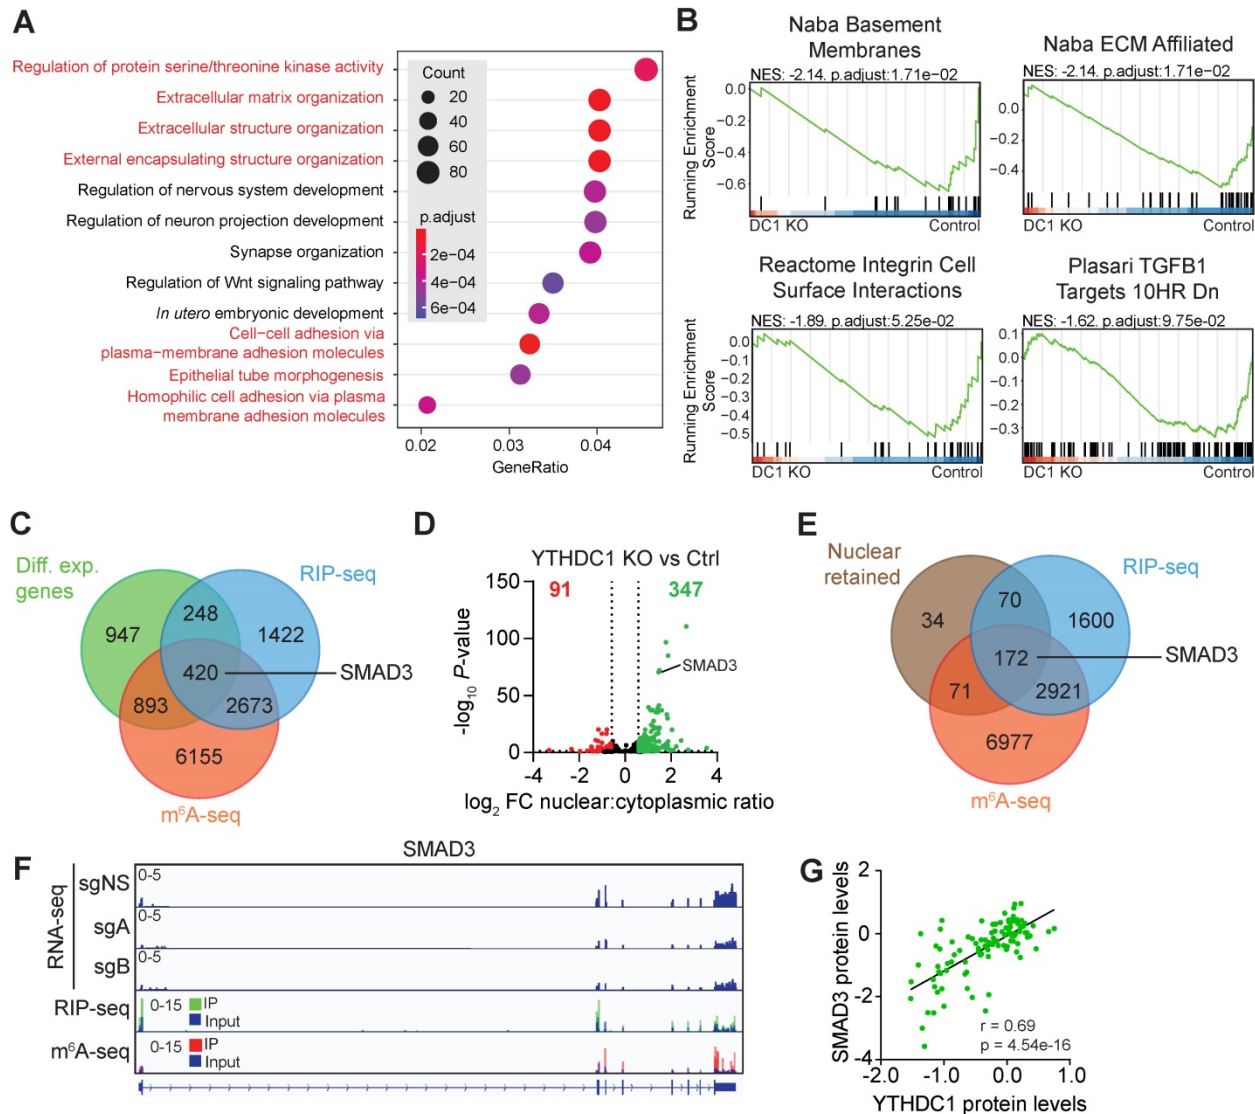 A
Regulation of protein serine/threonine kinase activity
Extracellular matrix organization
Extracellular structure organization
External encapsulating structure organization
Regulation of nervous system development
Regulation of neuron projection development
Synapse organization
Regulation of Wnt signaling pathway
In utero embryonic development
Cell−cell adhesion via
plasma−membrane adhesion molecules
Epithelial tube morphogenesis
Homophilic cell adhesion via plasma
membrane adhesion molecules
Count
20
40
60
80
p.adjust
2e−04
4e−04
6e−04
0.02
0.03
0.04
GeneRatio
B
Naba Basement
Membranes
NES: -2.14. p.adjust:1.71e−02
Running Enrichment
Score
0.0
−0.2
−0.4
−0.6
DC1 KO
Control
Naba ECM Affiliated
NES: -2.14. p.adjust:1.71e−02
0.0
−0.2
−0.4
DC1 KO
Control
Reactome Integrin Cell
Surface Interactions
NES: -1.89. p.adjust:5.25e−02
Running Enrichment
Score
0.0
−0.1
−0.2
−0.3
−0.4
−0.5
DC1 KO
Control
Plasari TGFB1
Targets 10HR Dn
NES: -1.62. p.adjust:9.75e−02
0.1
0.0
−0.1
−0.2
−0.3
DC1 KO
Control
C
Diff. exp.
genes
RIP-seq
248
947
1422
420
SMAD3
893
2673
6155
m⁶A-seq
D
YTHDC1 KO vs Ctrl
91
347
150
100
50
0
-log₁₀ P-value
SMAD3
-4
-2
0
2
4
log₂ FC nuclear:cytoplasmic ratio
E
Nuclear
retained
RIP-seq
70
34
1600
172
SMAD3
71
2921
6977
m⁶A-seq
F
SMAD3
RNA-seq
sgNS
0-5
sgA
0-5
sgB
0-5
RIP-seq
0-15
IP
Input
m⁶A-seq
0-15
IP
Input
G
SMAD3 protein levels
2
0
-2
-4
r = 0.69
p = 4.54e-16
-2.0
-1.0
0.0
1.0
YTHDC1 protein levels